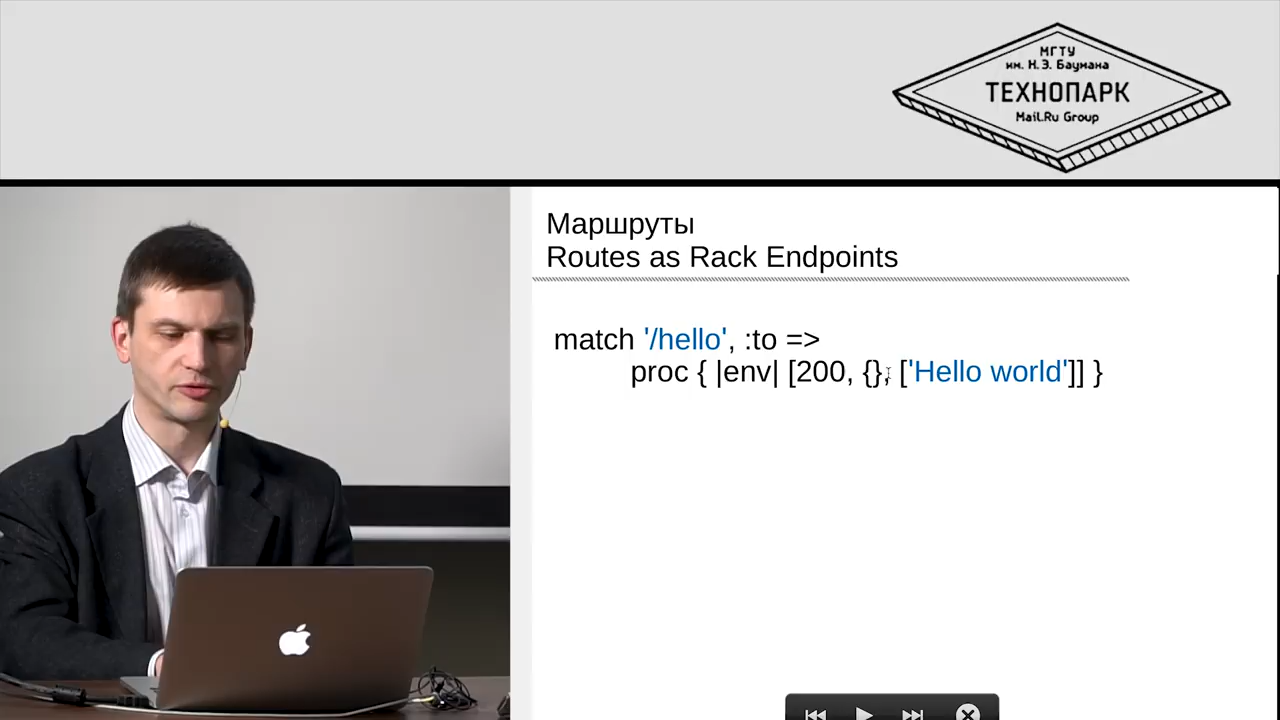 МГТУ
им. Н.Э. Баумана
ТЕХНОПАРК
Mail.Ru Group
Маршруты
Routes as Rack Endpoints
match '/hello', :to =>
proc { |env| [200, {}, ['Hello world']] }